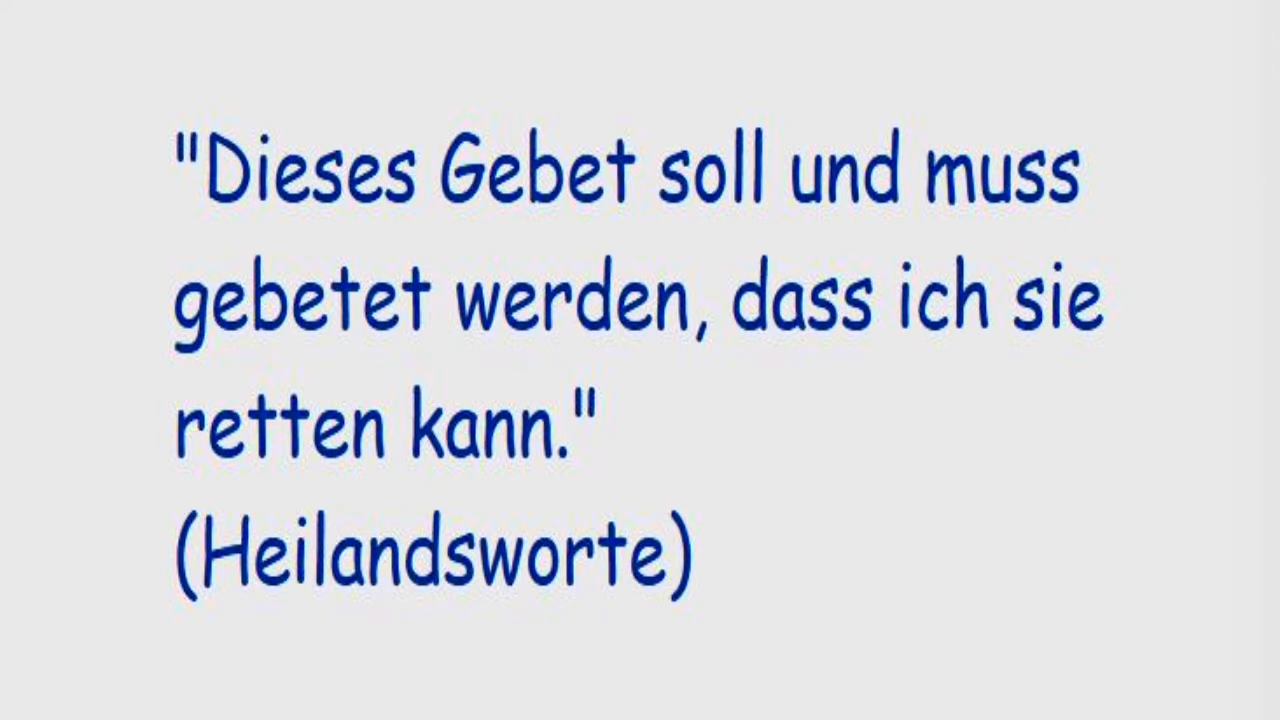 "Dieses Gebet soll und muss
gebetet werden, dass ich sie
retten kann."
(Heilandsworte)